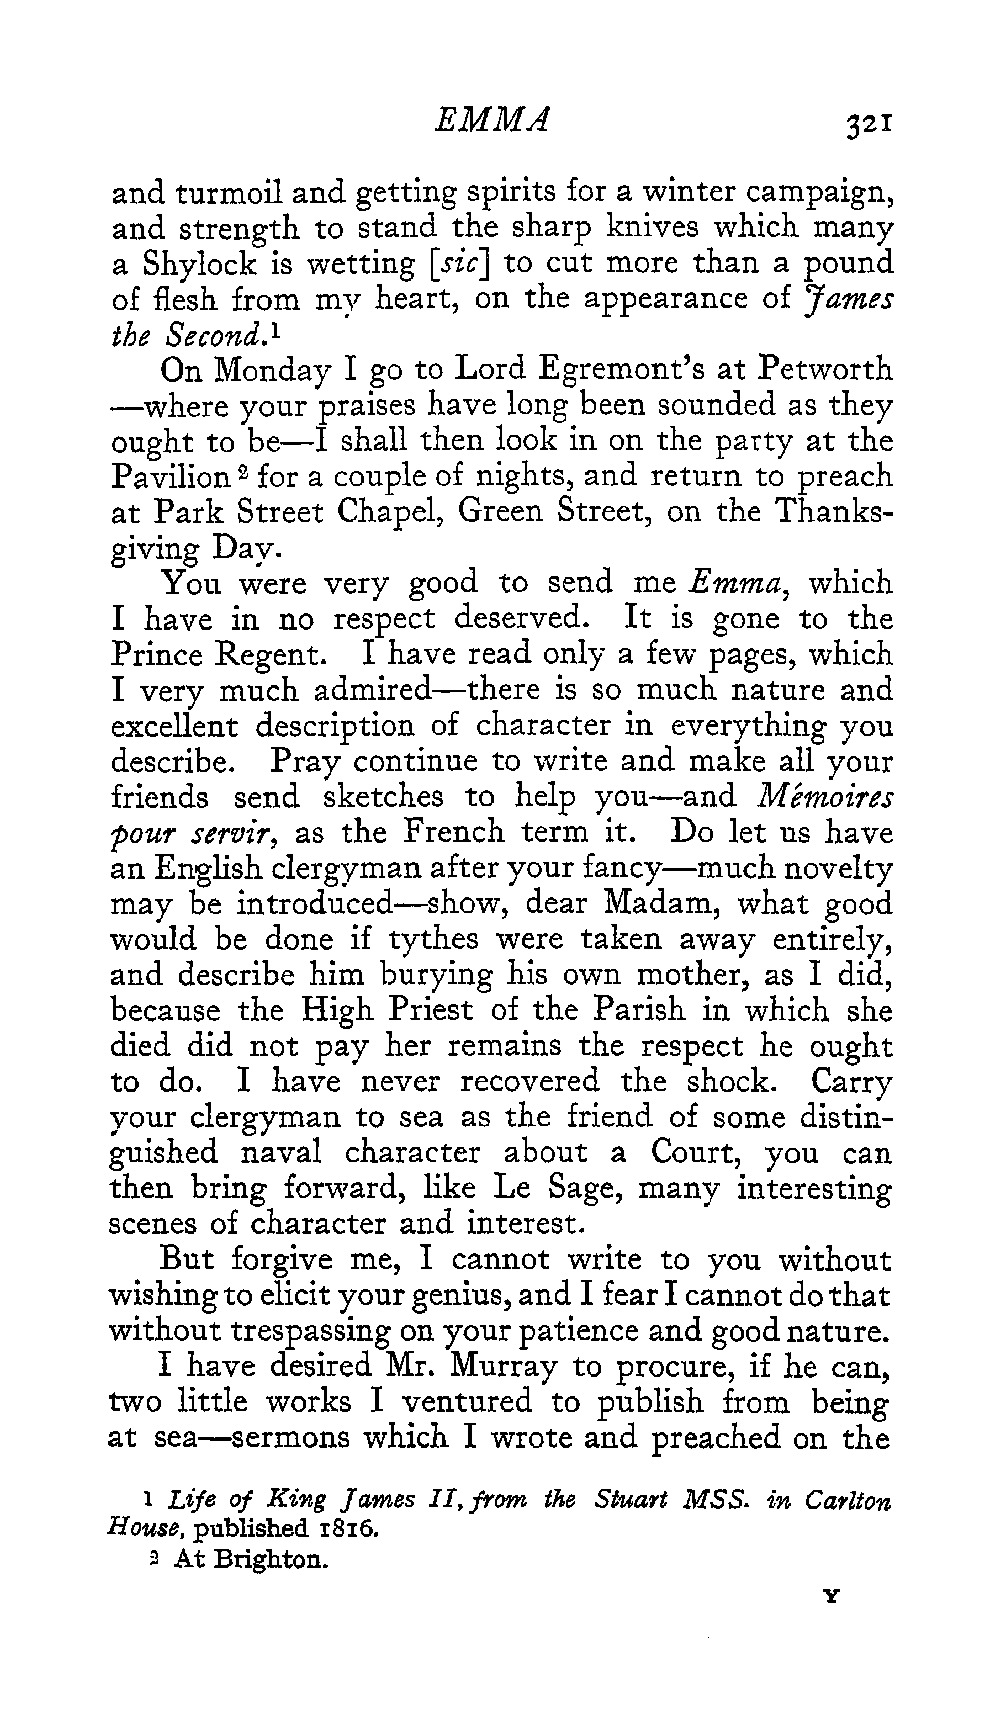 EMMA 321
and turmoil and getting spirits for a winter campaign,
and strength to stand the sharp knives which many
a Shylock is wetting [sic] to cut more than a pound
of flesh from my heart, on the appearance of James
the Second.¹
On Monday I go to Lord Egremont's at Petworth
—where your praises have long been sounded as they
ought to be—I shall then look in on the party at the
Pavilion² for a couple of nights, and return to preach
at Park Street Chapel, Green Street, on the Thanks-
giving Day.
You were very good to send me Emma, which
I have in no respect deserved. It is gone to the
Prince Regent. I have read only a few pages, which
I very much admired—there is so much nature and
excellent description of character in everything you
describe. Pray continue to write and make all your
friends send sketches to help you—and Mémoires
pour servir, as the French term it. Do let us have
an English clergyman after your fancy—much novelty
may be introduced—show, dear Madam, what good
would be done if tythes were taken away entirely,
and describe him burying his own mother, as I did,
because the High Priest of the Parish in which she
died did not pay her remains the respect he ought
to do. I have never recovered the shock. Carry
your clergyman to sea as the friend of some distin-
guished naval character about a Court, you can
then bring forward, like Le Sage, many interesting
scenes of character and interest.
But forgive me, I cannot write to you without
wishing to elicit your genius, and I fear I cannot do that
without trespassing on your patience and good nature.
I have desired Mr. Murray to procure, if he can,
two little works I ventured to publish from being
at sea—sermons which I wrote and preached on the
1 Life of King James II, from the Stuart MSS. in Carlton
House, published 1816.
2 At Brighton.
Y